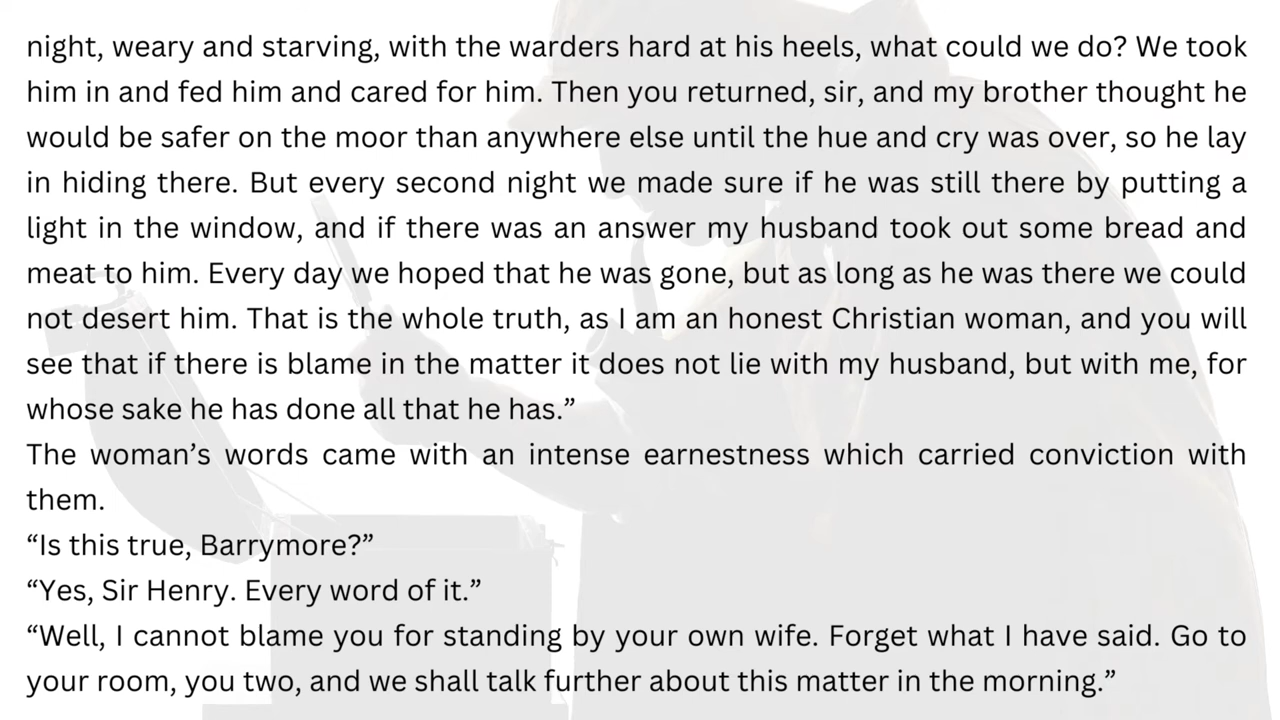 night, weary and starving, with the warders hard at his heels, what could we do? We took
him in and fed him and cared for him. Then you returned, sir, and my brother thought he
would be safer on the moor than anywhere else until the hue and cry was over, so he lay
in hiding there. But every second night we made sure if he was still there by putting a
light in the window, and if there was an answer my husband took out some bread and
meat to him. Every day we hoped that he was gone, but as long as he was there we could
not desert him. That is the whole truth, as I am an honest Christian woman, and you will
see that if there is blame in the matter it does not lie with my husband, but with me, for
whose sake he has done all that he has.”
The woman’s words came with an intense earnestness which carried conviction with
them.
“Is this true, Barrymore?”
“Yes, Sir Henry. Every word of it.”
“Well, I cannot blame you for standing by your own wife. Forget what I have said. Go to
your room, you two, and we shall talk further about this matter in the morning.”